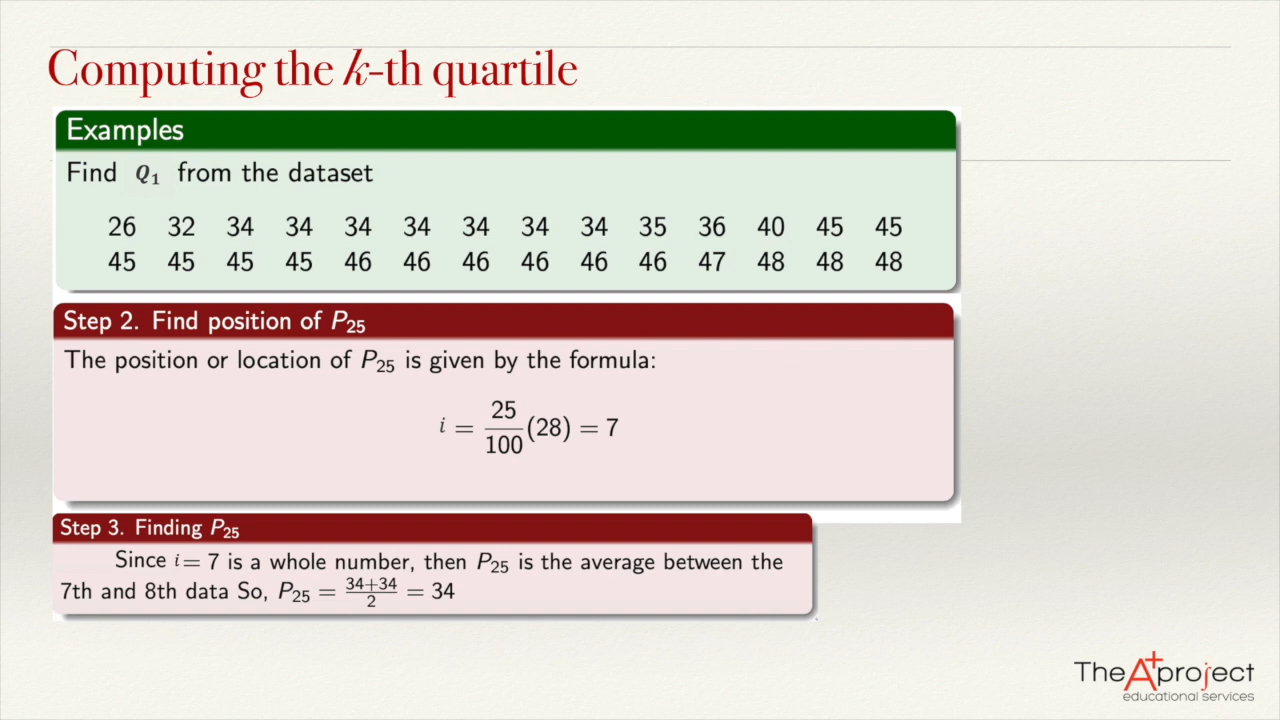 Computing the k-th quartile
Examples
Find Q₁ from the dataset
26 32 34 34 34 34 34 34 34 35 36 40 45 45
45 45 45 45 46 46 46 46 46 46 47 48 48 48
Step 2. Find position of P₂₅
The position or location of P₂₅ is given by the formula:
i = 25/100 (28) = 7
Step 3. Finding P₂₅
Since i = 7 is a whole number, then P₂₅ is the average between the
7th and 8th data So, P₂₅ = 34+34/2 = 34
The A+ project
educational services